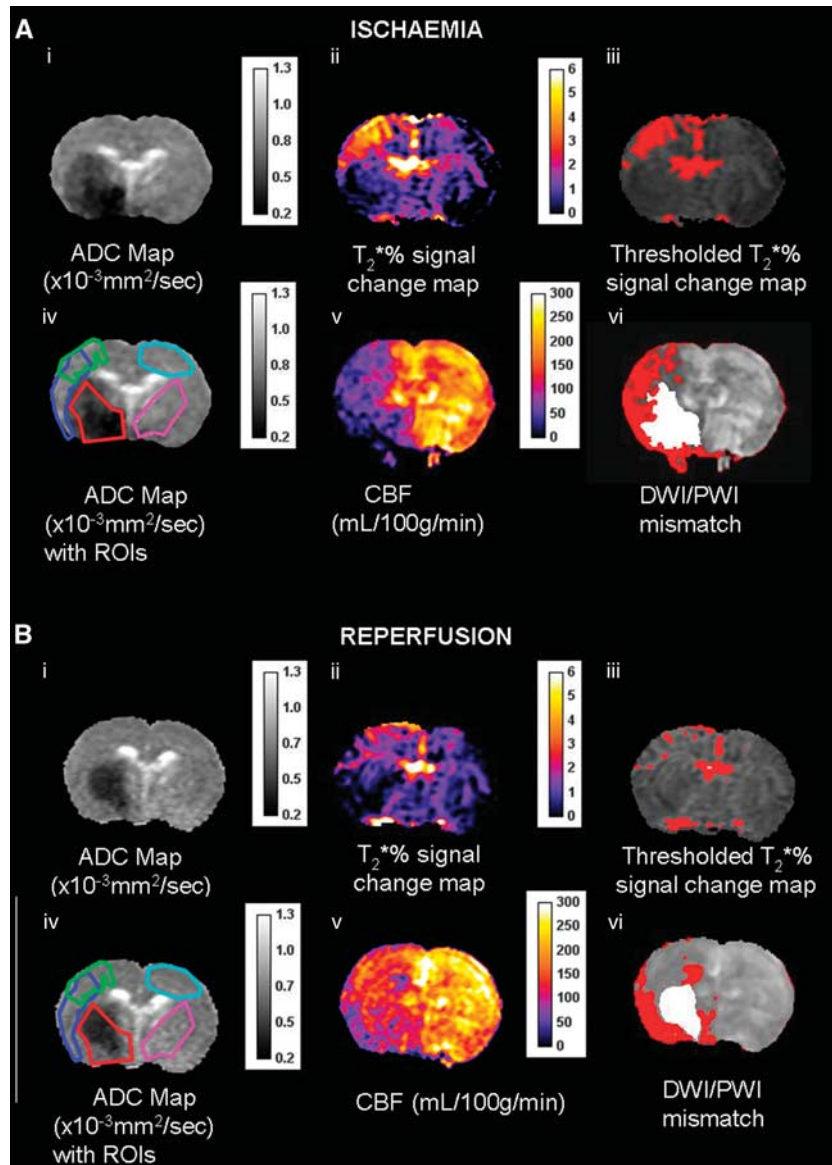 A
ISCHAEMIA
i
ii
iii
1.3
1.0
0.8
0.5
0.2
6
5
4
3
2
1
0
ADC Map
(x10⁻³mm²/sec)
T₂*% signal
change map
Thresholded T₂*%
signal change map
iv
v
vi
1.3
1.0
0.8
0.5
0.2
300
250
200
150
100
50
0
ADC Map
(x10⁻³mm²/sec)
with ROIs
CBF
(mL/100g/min)
DWI/PWI
mismatch
B
REPERFUSION
i
ii
iii
1.3
1.0
0.7
0.5
0.2
6
5
4
3
2
1
0
ADC Map
(x10⁻³mm²/sec)
T₂*% signal
change map
Thresholded T₂*%
signal change map
iv
v
vi
1.3
1.0
0.7
0.5
0.2
300
250
200
150
100
50
0
ADC Map
(x10⁻³mm²/sec)
with ROIs
CBF (mL/100g/min)
DWI/PWI
mismatch